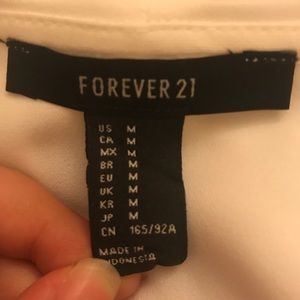 FOREVER 21
US M
CA M
MX M
BR M
EU M
UK M
KR M
JP M
CN 165/92A
MADE IN
INDONESIA